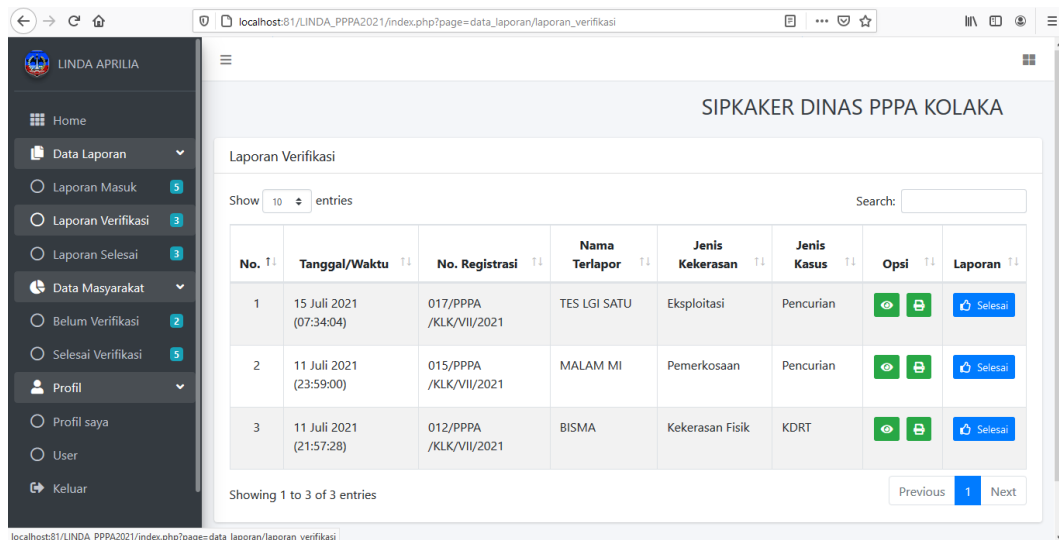 localhost:81/LINDA_PPPA2021/index.php?page=data_laporan/laporan_verifikasi
LINDA APRILIA
Home
Data Laporan
Laporan Masuk 5
Laporan Verifikasi 3
Laporan Selesai 3
Data Masyarakat
Belum Verifikasi 2
Selesai Verifikasi 5
Profil
Profil saya
User
Keluar
SIPKAKER DINAS PPPA KOLAKA
Laporan Verifikasi
Show 10 entries
Search:
No. Tanggal/Waktu No. Registrasi Nama Terlapor Jenis Kekerasan Jenis Kasus Opsi Laporan
1 15 Juli 2021 (07:34:04) 017/PPPA /KLK/VII/2021 TES LGI SATU Eksploitasi Pencurian Selesai
2 11 Juli 2021 (23:59:00) 015/PPPA /KLK/VII/2021 MALAM MI Pemerkosaan Pencurian Selesai
3 11 Juli 2021 (21:57:28) 012/PPPA /KLK/VII/2021 BISMA Kekerasan Fisik KDRT Selesai
Showing 1 to 3 of 3 entries
Previous 1 Next
localhost:81/LINDA_PPPA2021/index.php?page=data_laporan/laporan_verifikasi